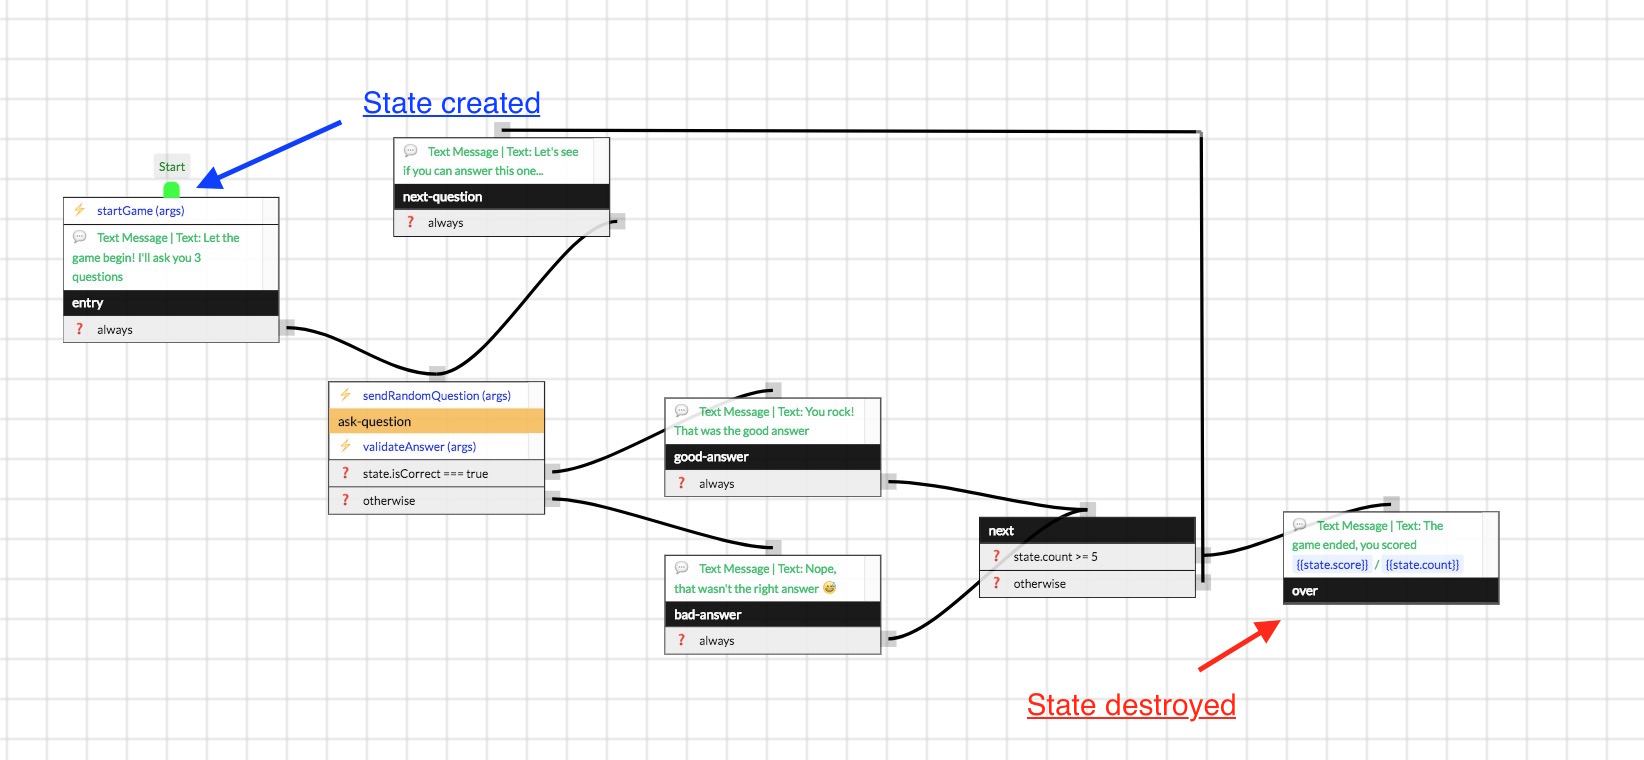 State created
Start
⚡ startGame (args)
💬 Text Message | Text: Let the
game begin! I'll ask you 3
questions
entry
❓ always
💬 Text Message | Text: Let's see
if you can answer this one...
next-question
❓ always
⚡ sendRandomQuestion (args)
ask-question
⚡ validateAnswer (args)
❓ state.isCorrect === true
❓ otherwise
💬 Text Message | Text: You rock!
That was the good answer
good-answer
❓ always
💬 Text Message | Text: Nope,
that wasn't the right answer 😅
bad-answer
❓ always
next
❓ state.count >= 5
❓ otherwise
💬 Text Message | Text: The
game ended, you scored
{{state.score}} / {{state.count}}
over
State destroyed